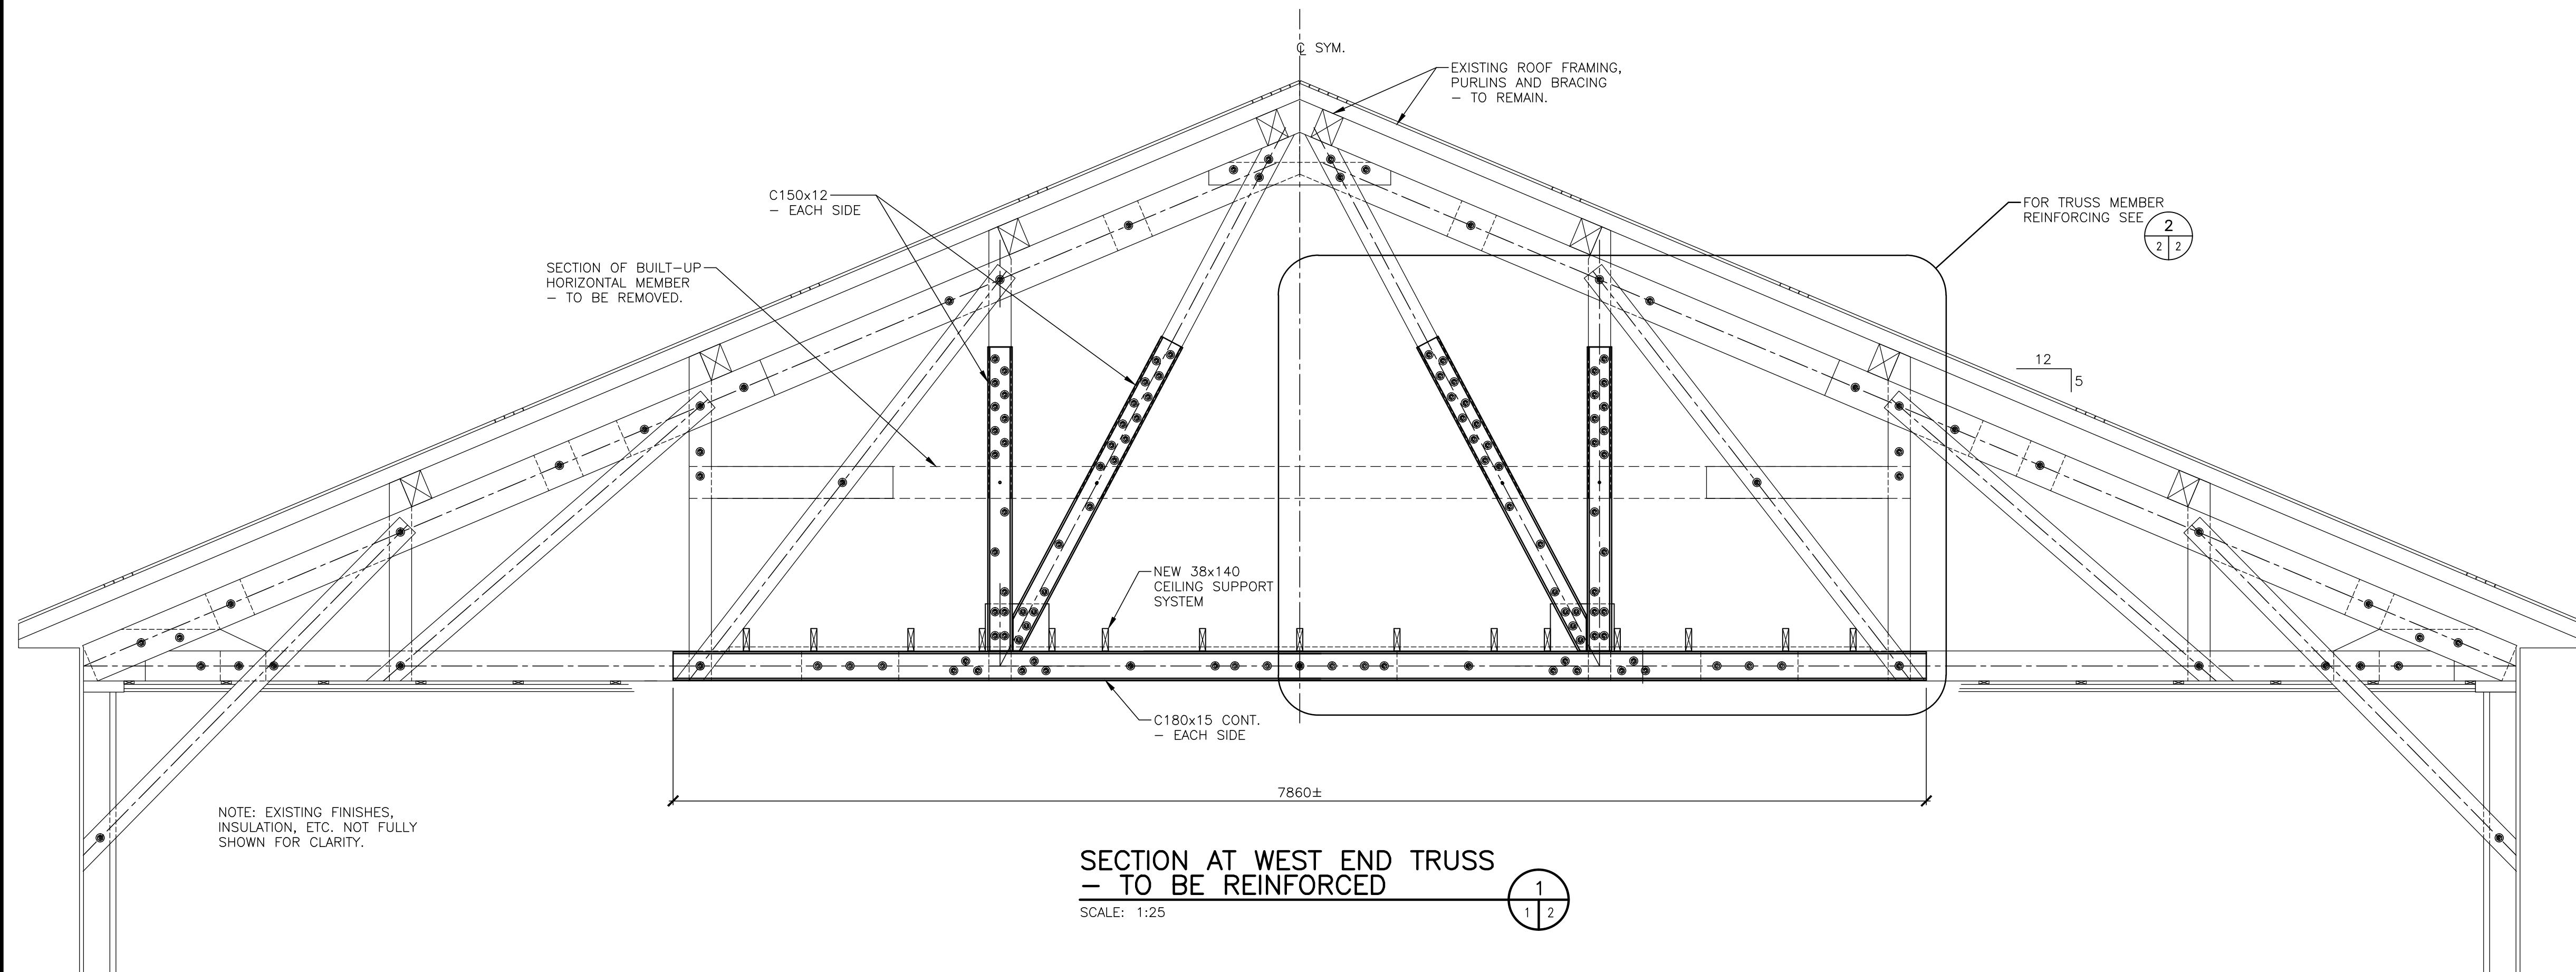 ℄ SYM.
EXISTING ROOF FRAMING,
PURLINS AND BRACING
– TO REMAIN.
C150x12
– EACH SIDE
FOR TRUSS MEMBER
REINFORCING SEE
2
2 2
SECTION OF BUILT–UP
HORIZONTAL MEMBER
– TO BE REMOVED.
12
5
NEW 38x140
CEILING SUPPORT
SYSTEM
C180x15 CONT.
– EACH SIDE
7860±
NOTE: EXISTING FINISHES,
INSULATION, ETC. NOT FULLY
SHOWN FOR CLARITY.
SECTION AT WEST END TRUSS
– TO BE REINFORCED
SCALE: 1:25
1
1 2